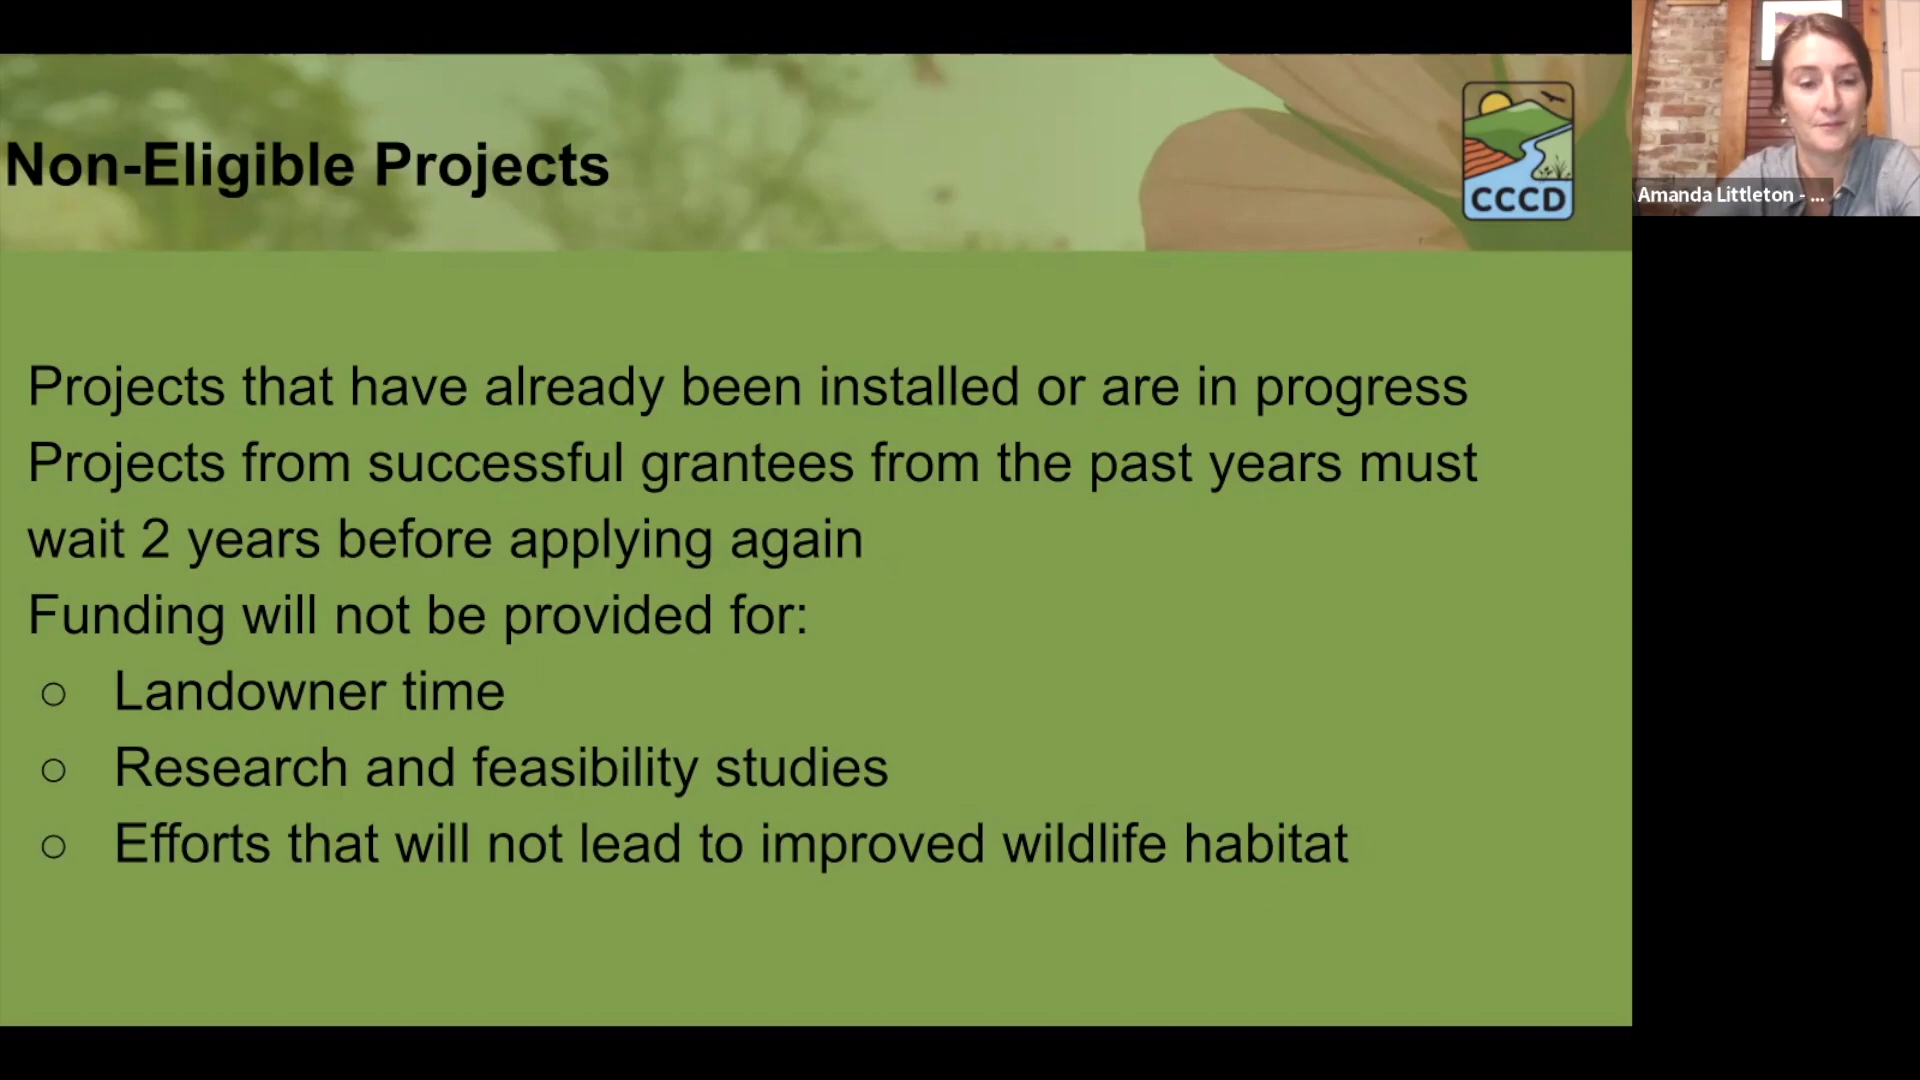 Non-Eligible Projects
CCCD
Amanda Littleton - ...
Projects that have already been installed or are in progress
Projects from successful grantees from the past years must
wait 2 years before applying again
Funding will not be provided for:
○ Landowner time
○ Research and feasibility studies
○ Efforts that will not lead to improved wildlife habitat